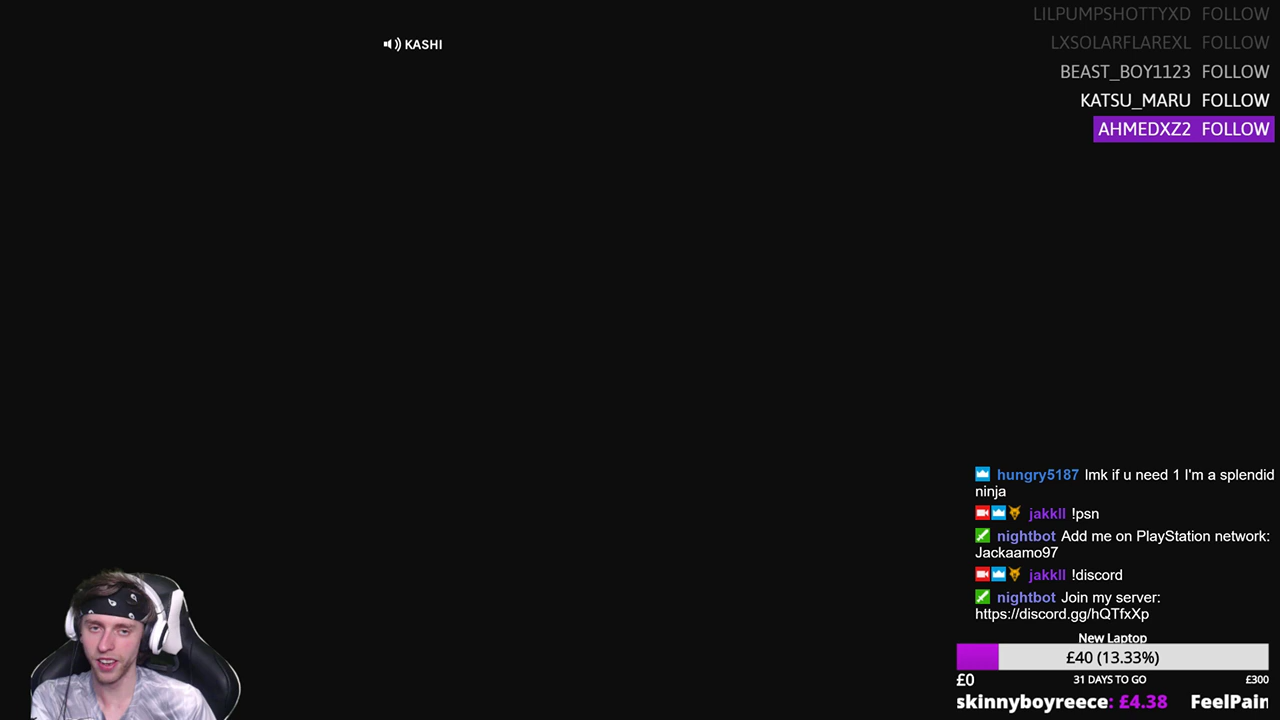 LILPUMPSHOTTYXD FOLLOW
LXSOLARFLAREXL FOLLOW
KASHI
BEAST_BOY1123 FOLLOW
KATSU_MARU FOLLOW
AHMEDXZ2 FOLLOW
hungry5187 lmk if u need 1 I'm a splendid
ninja
jakkll !psn
nightbot Add me on PlayStation network:
Jackaamo97
jakkll !discord
nightbot Join my server:
https://discord.gg/hQTfxXp
New Laptop
£40 (13.33%)
£0 31 DAYS TO GO £300
skinnyboyreece: £4.38 FeelPain